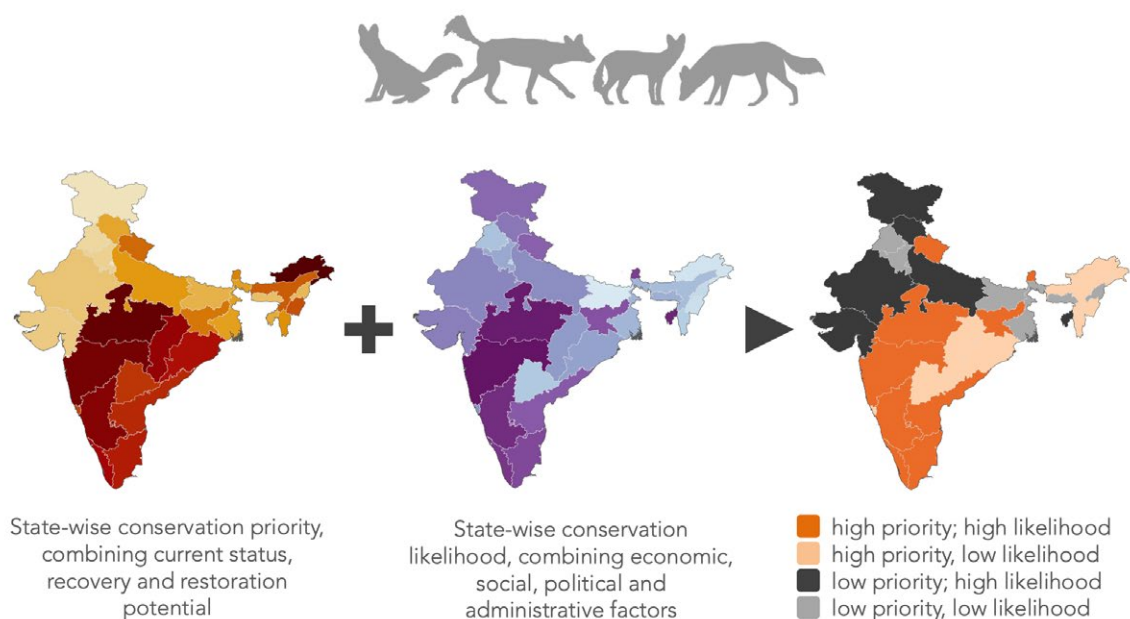 State-wise conservation priority,
combining current status,
recovery and restoration
potential
State-wise conservation
likelihood, combining economic,
social, political and
administrative factors
high priority; high likelihood
high priority, low likelihood
low priority; high likelihood
low priority, low likelihood